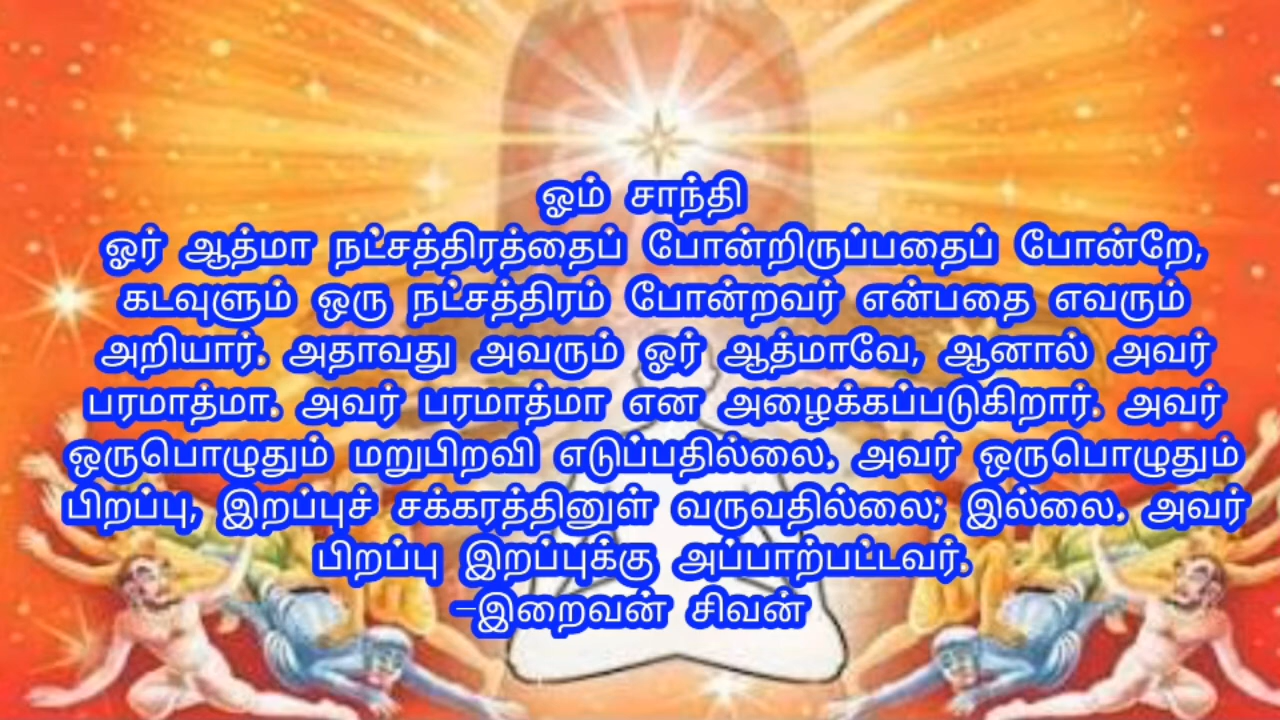 ஓம் சாந்தி
ஓர் ஆத்மா நட்சத்திரத்தைப் போன்றிருப்பதைப் போன்றே,
கடவுளும் ஒரு நட்சத்திரம் போன்றவர் என்பதை எவரும்
அறியார். அதாவது அவரும் ஓர் ஆத்மாவே, ஆனால் அவர்
பரமாத்மா. அவர் பரமாத்மா என அழைக்கப்படுகிறார். அவர்
ஒருபொழுதும் மறுபிறவி எடுப்பதில்லை. அவர் ஒருபொழுதும்
பிறப்பு, இறப்புச் சக்கரத்தினுள் வருவதில்லை; இல்லை. அவர்
பிறப்பு இறப்புக்கு அப்பாற்பட்டவர்.
–இறைவன் சிவன்